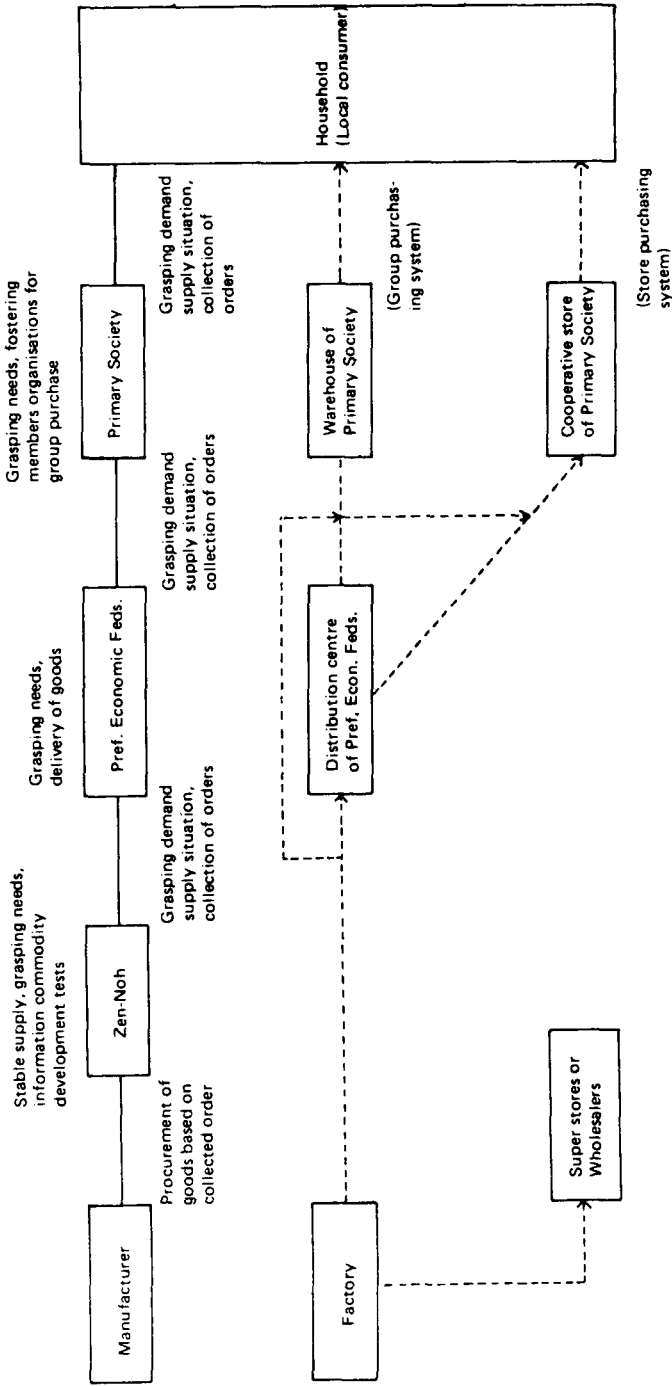 Manufacturer
Procurement of
goods based on
collected order
Stable supply, grasping needs,
information commodity
development tests
Zen-Noh
Grasping demand
supply situation,
collection of orders
Grasping needs,
delivery of goods
Pref. Economic Feds.
Grasping demand
supply situation,
collection of orders
Grasping needs, fostering
members organisations for
group purchase
Primary Society
Grasping demand
supply situation,
collection of
orders
Household
(Local consumer)
Factory
Distribution centre
of Pref. Econ. Feds.
Warehouse of
Primary Society
(Group purchas-
ing system)
Super stores or
Wholesalers
Cooperative store
of Primary Society
(Store purchasing
system)